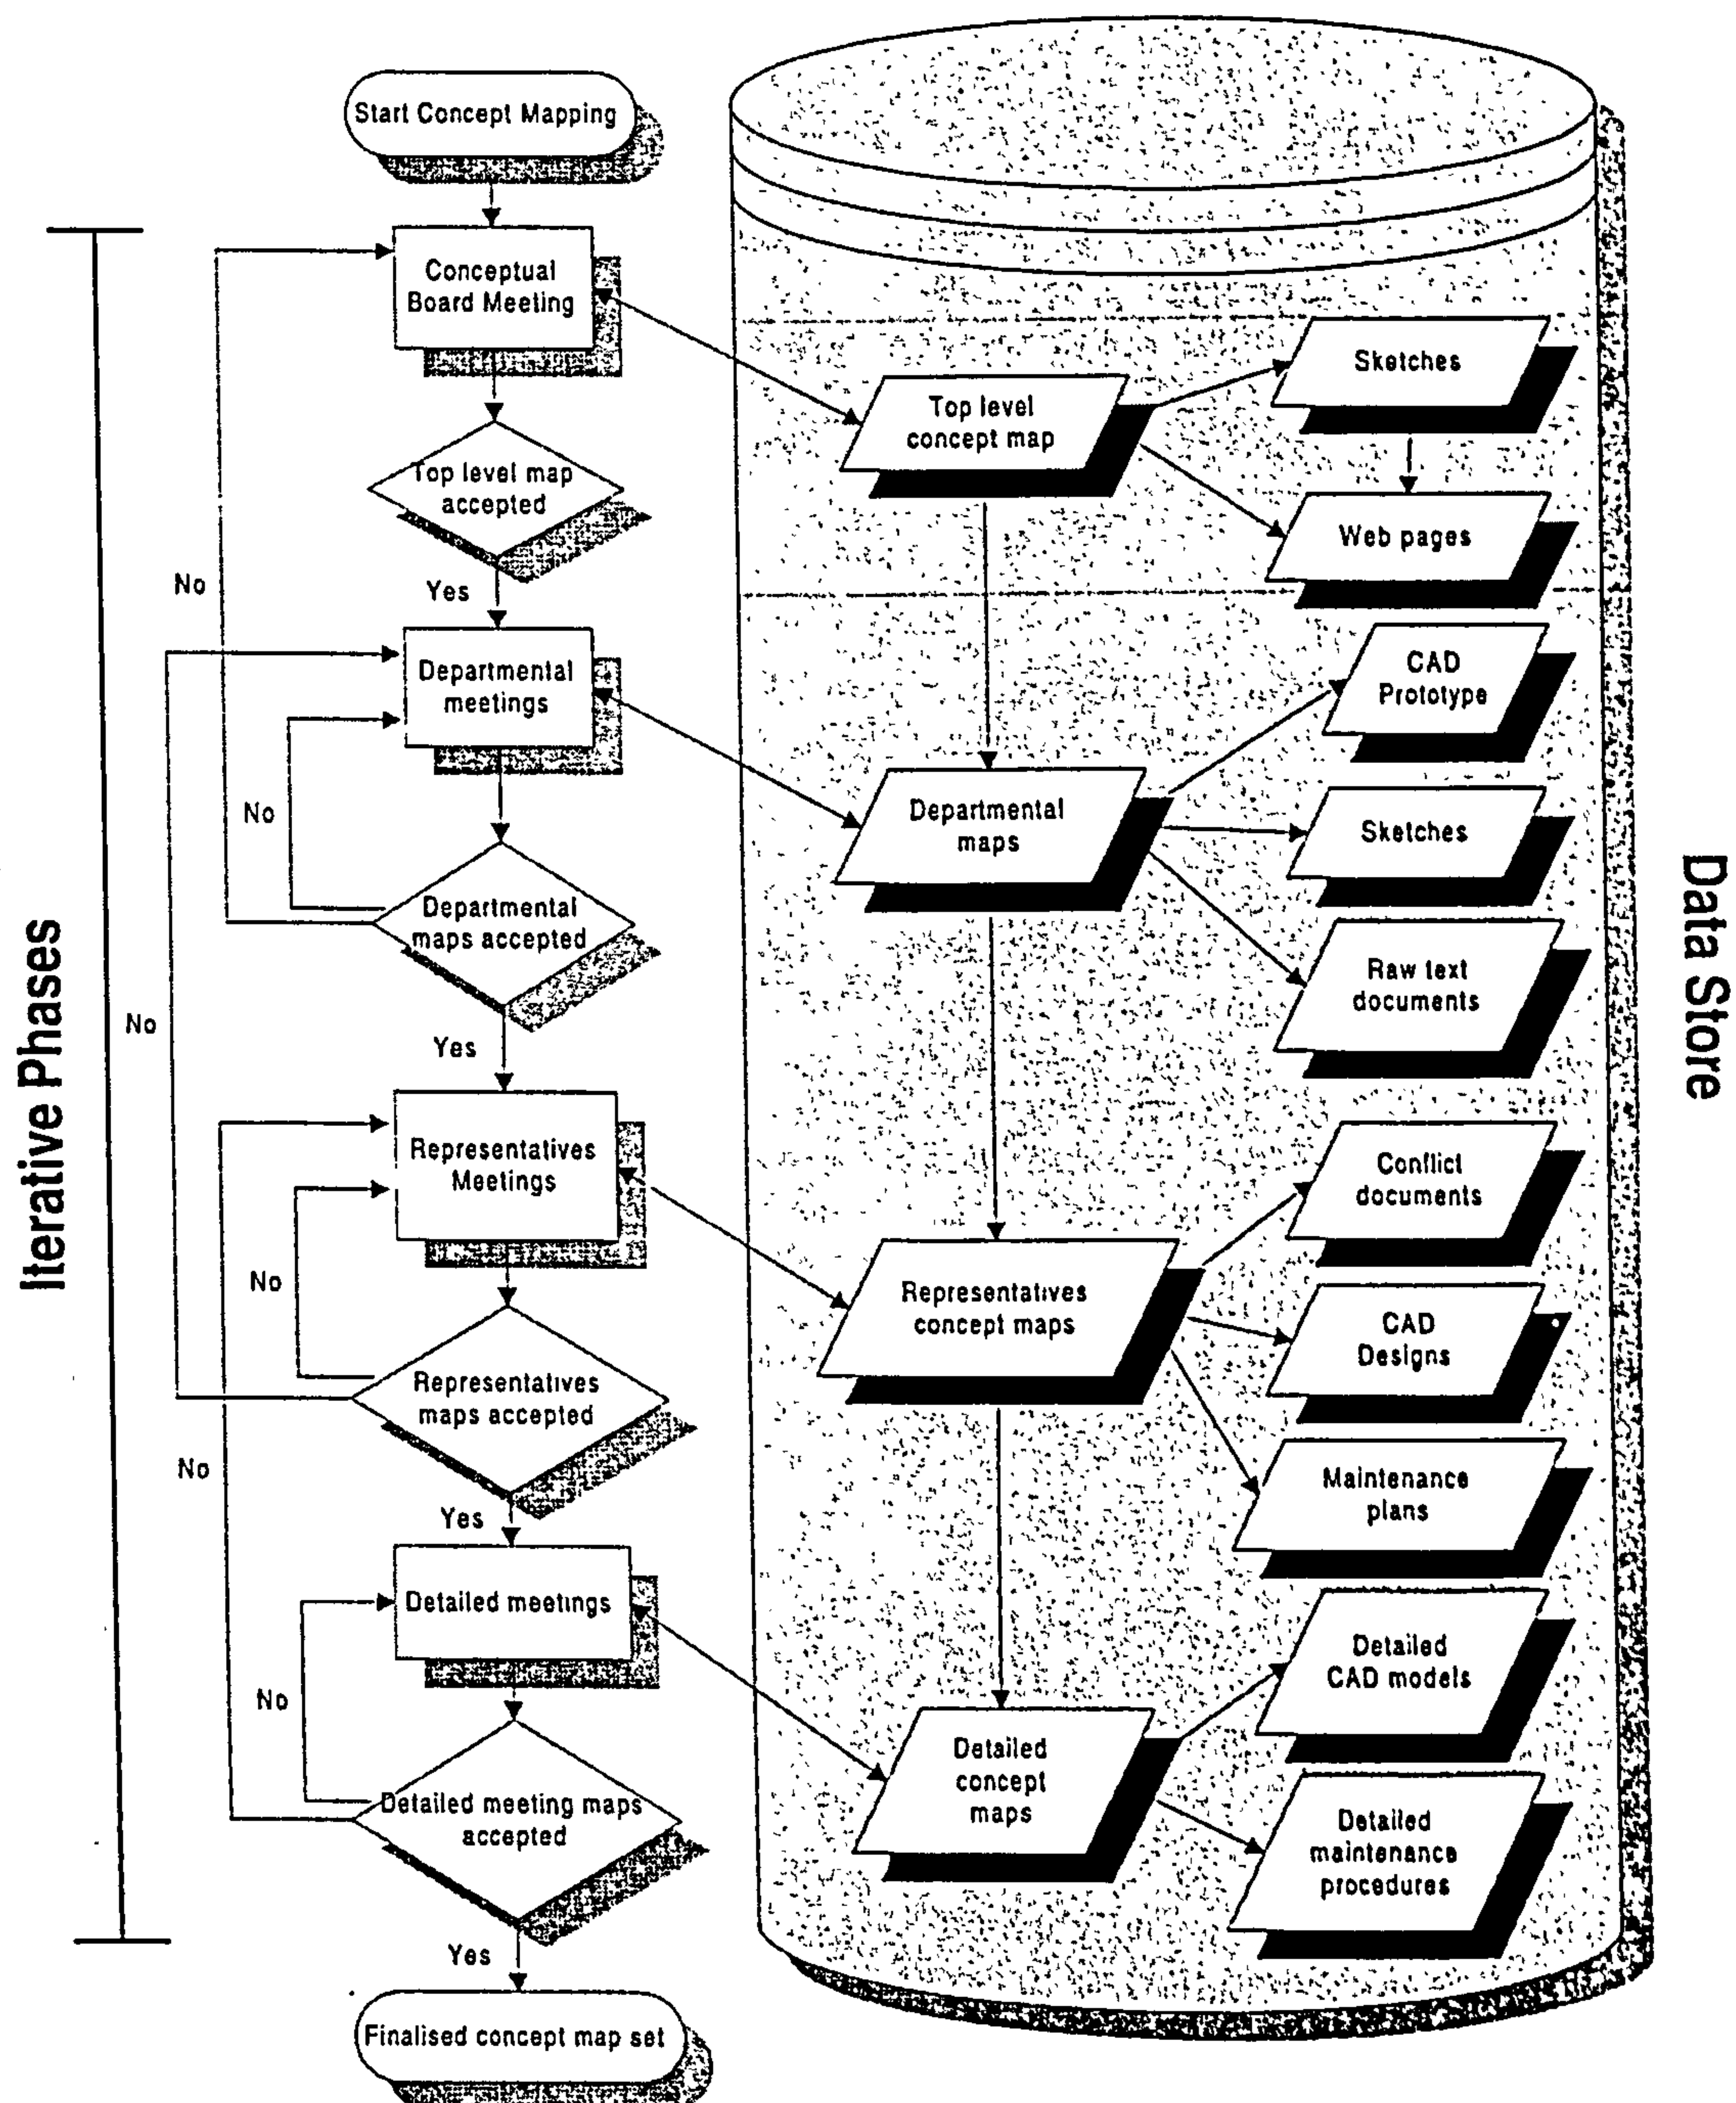 Start Concept Mapping
Conceptual
Board Meeting
Top level map
accepted
No
Yes
Departmental
meetings
No
Departmental
maps accepted
No
Yes
Representatives
Meetings
No
Representatives
maps accepted
No
Yes
Detailed meetings
No
Detailed meeting maps
accepted
Yes
Finalised concept map set
Iterative Phases
Top level
concept map
Sketches
Web pages
Departmental
maps
CAD
Prototype
Sketches
Raw text
documents
Representatives
concept maps
Conflict
documents
CAD
Designs
Maintenance
plans
Detailed
concept
maps
Detailed
CAD models
Detailed
maintenance
procedures
Data Store